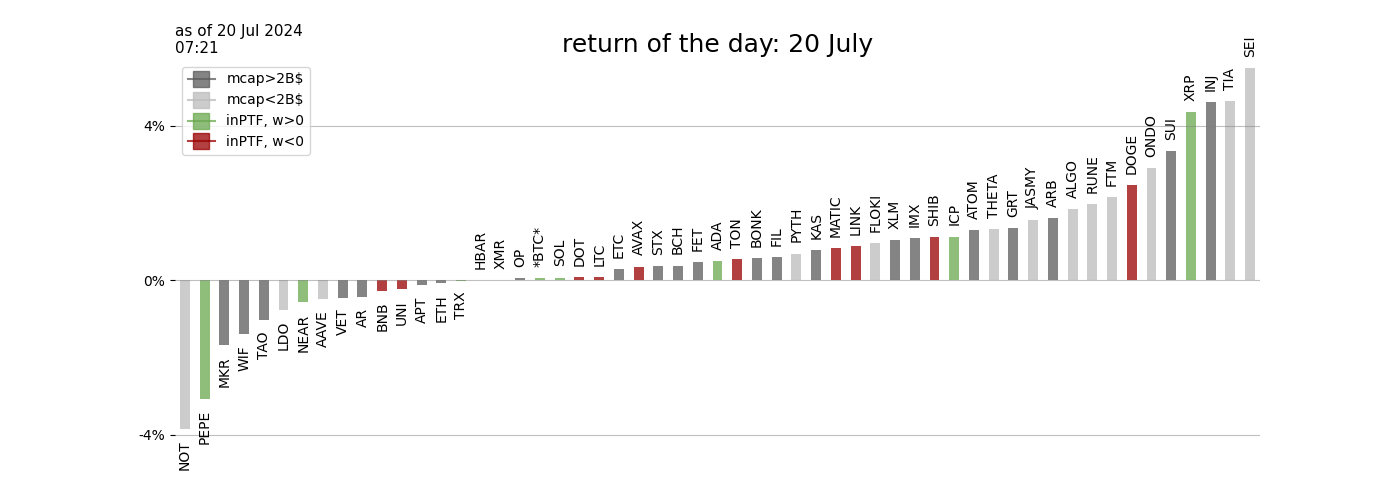 as of 20 Jul 2024
07:21
return of the day: 20 July
mcap>2B$
mcap<2B$
inPTF, w>0
inPTF, w<0
4%
0%
-4%
NOT
PEPE
MKR
WIF
TAO
LDO
NEAR
AAVE
VET
AR
BNB
UNI
APT
ETH
TRX
HBAR
XMR
OP
*BTC*
SOL
DOT
LTC
ETC
AVAX
STX
BCH
FET
ADA
TON
BONK
FIL
PYTH
KAS
MATIC
LINK
FLOKI
XLM
IMX
SHIB
ICP
ATOM
THETA
GRT
JASMY
ARB
ALGO
RUNE
FTM
DOGE
ONDO
SUI
XRP
INJ
TIA
SEI